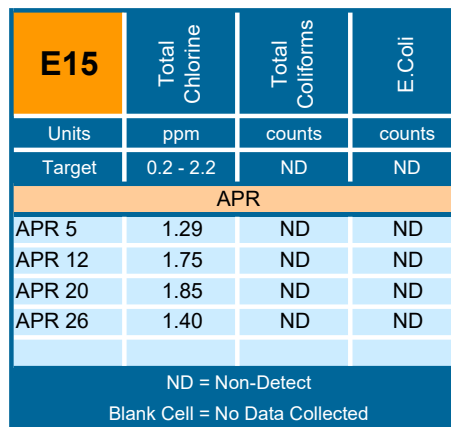 E15 Total Chlorine Total Coliforms E.Coli
Units ppm counts counts
Target 0.2 - 2.2 ND ND
APR
APR 5 1.29 ND ND
APR 12 1.75 ND ND
APR 20 1.85 ND ND
APR 26 1.40 ND ND
ND = Non-Detect
Blank Cell = No Data Collected